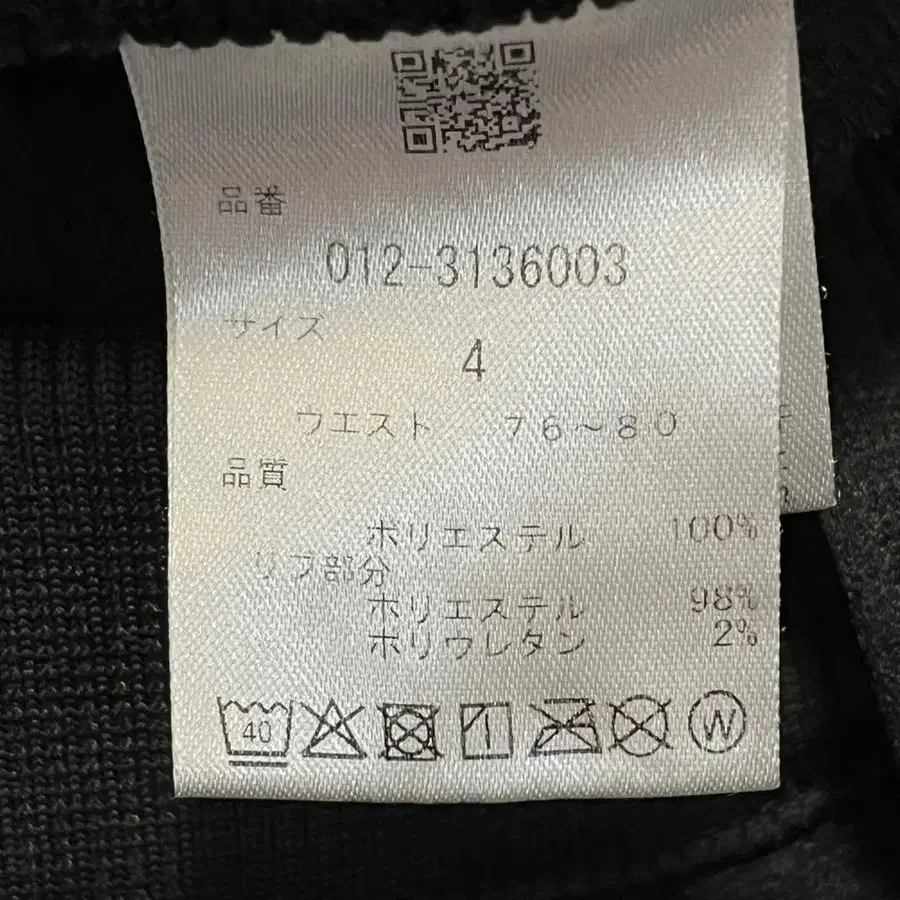 品番
012-3136003
サイズ
4
ウエスト 76~80
品質
ポリエステル 100%
リブ部分
ポリエステル 98%
ポリウレタン 2%
40 W